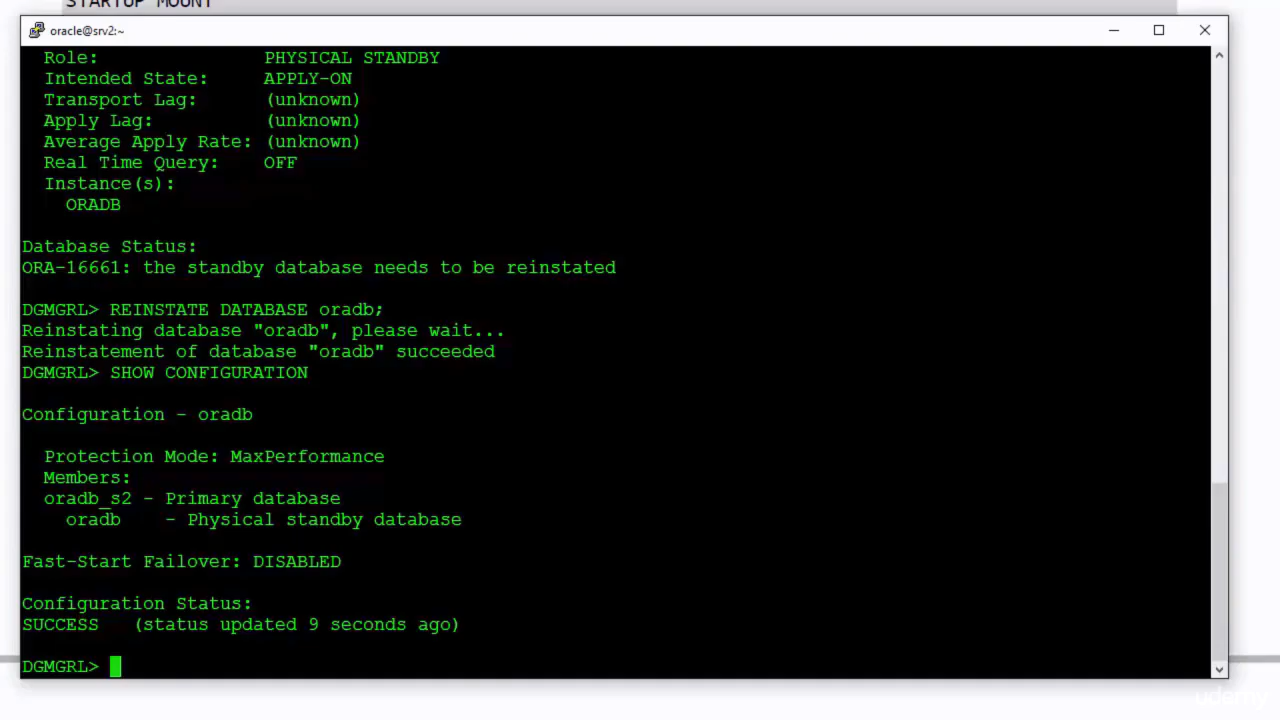 STARTUP MOUNT
oracle@srv2:~
Role: PHYSICAL STANDBY
Intended State: APPLY-ON
Transport Lag: (unknown)
Apply Lag: (unknown)
Average Apply Rate: (unknown)
Real Time Query: OFF
Instance(s):
ORADB
Database Status:
ORA-16661: the standby database needs to be reinstated
DGMGRL> REINSTATE DATABASE oradb;
Reinstating database "oradb", please wait...
Reinstatement of database "oradb" succeeded
DGMGRL> SHOW CONFIGURATION
Configuration - oradb
Protection Mode: MaxPerformance
Members:
oradb_s2 - Primary database
oradb - Physical standby database
Fast-Start Failover: DISABLED
Configuration Status:
SUCCESS (status updated 9 seconds ago)
DGMGRL>
udemy